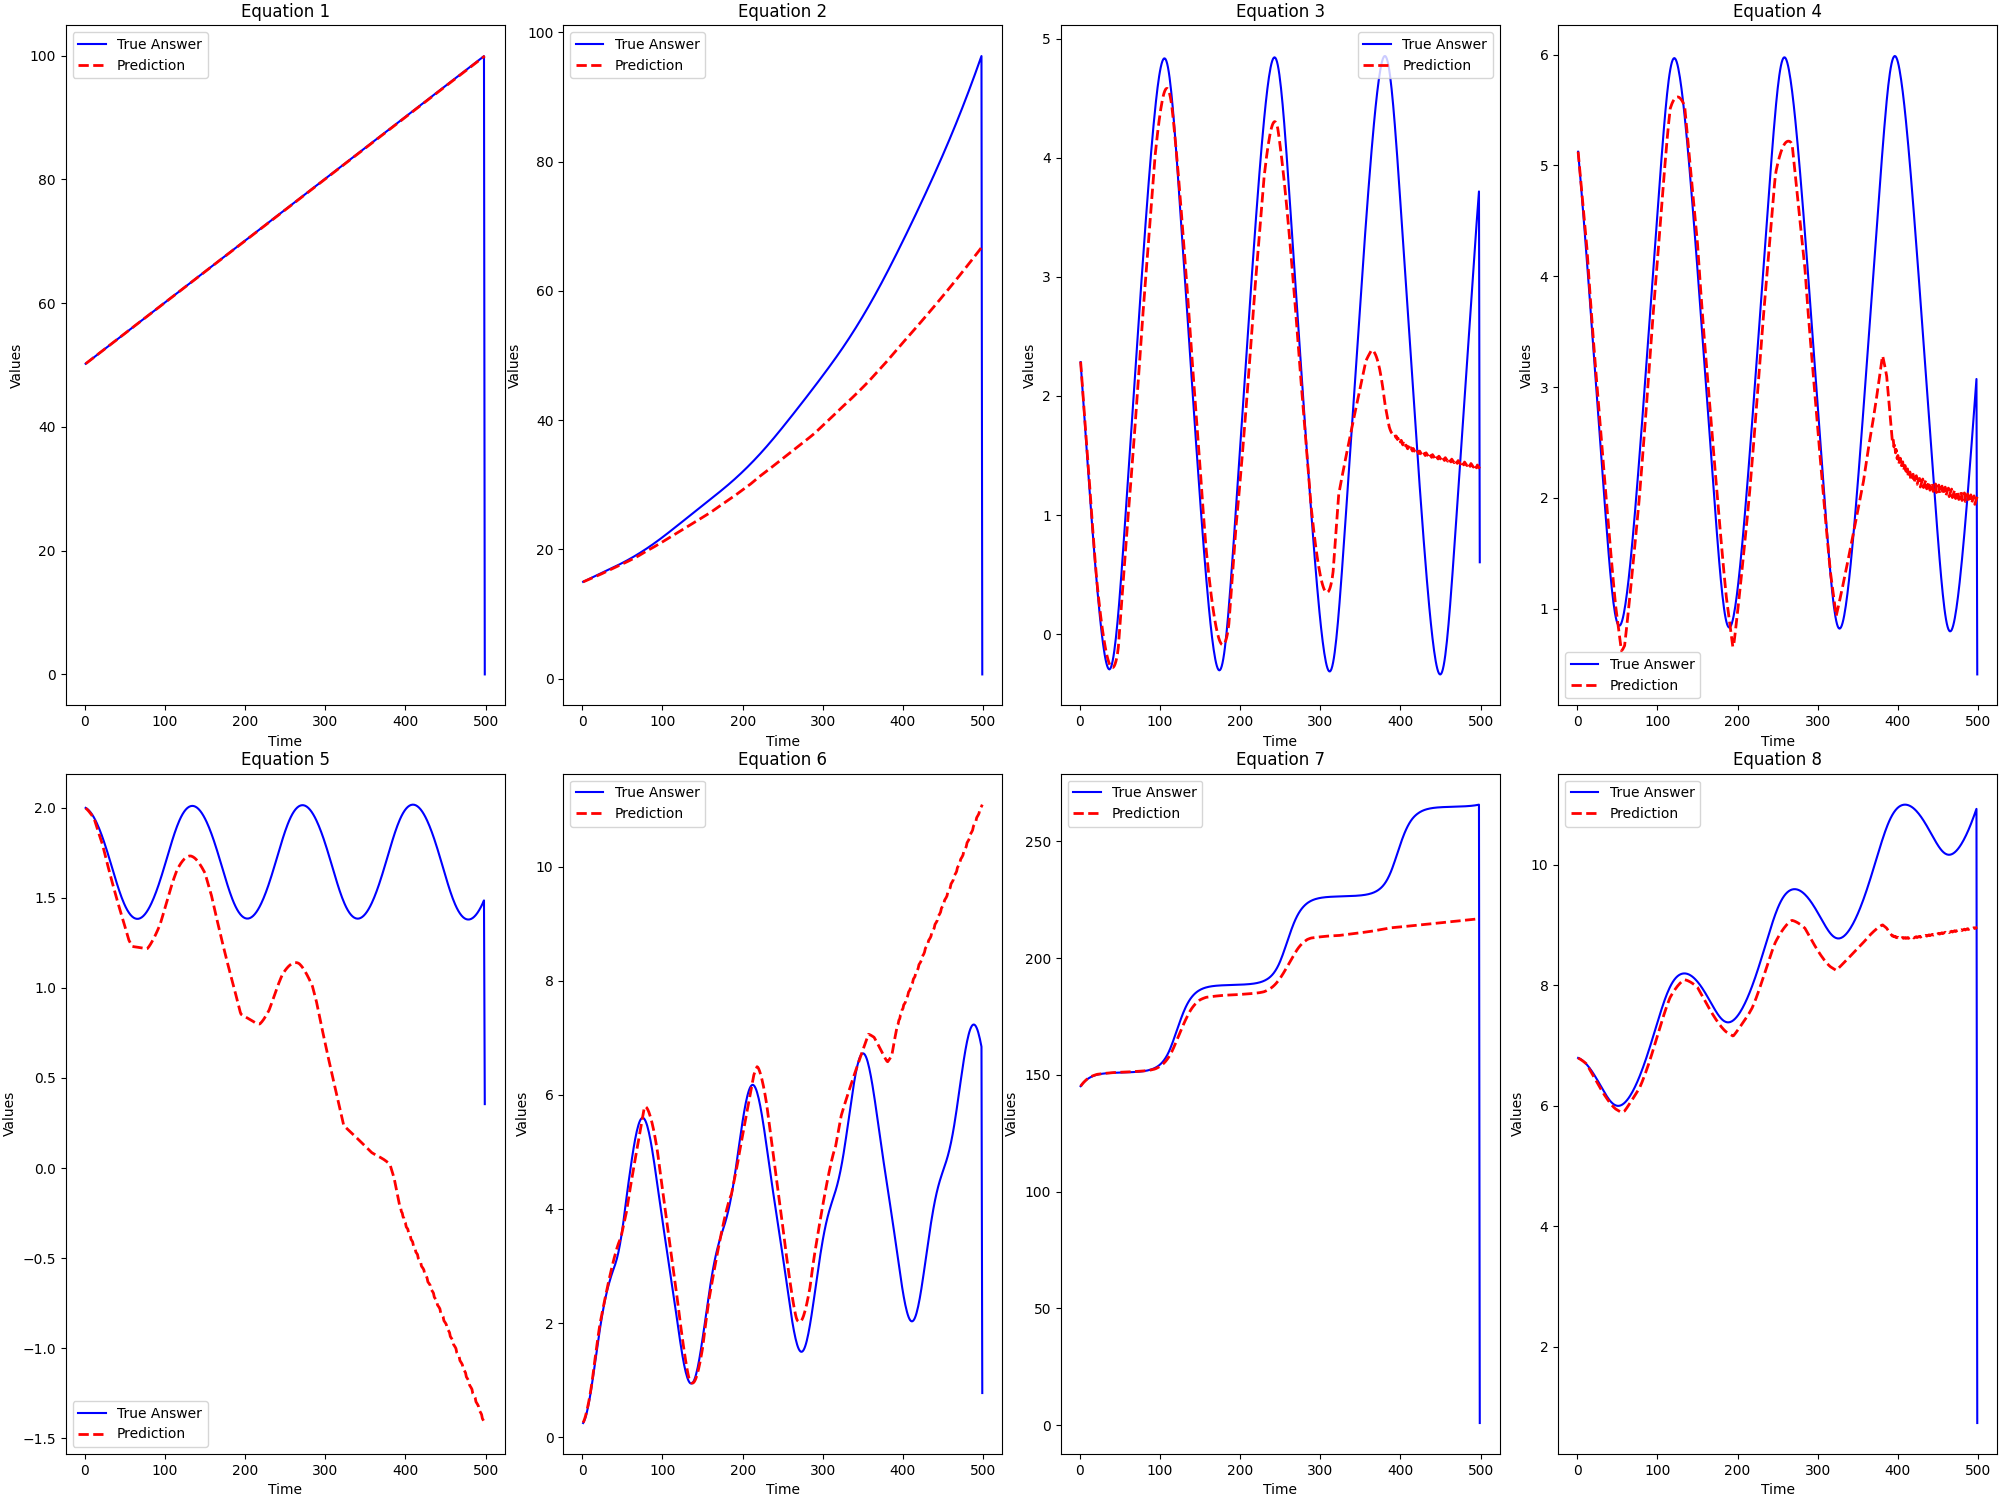 Equation 1
True Answer
Prediction
100
80
60
40
20
0
Values
0 100 200 300 400 500
Time
Equation 2
True Answer
Prediction
100
80
60
40
20
0
Values
0 100 200 300 400 500
Time
Equation 3
True Answer
Prediction
5
4
3
2
1
0
Values
0 100 200 300 400 500
Time
Equation 4
6
5
4
3
2
1
Values
True Answer
Prediction
0 100 200 300 400 500
Time
Equation 5
2.0
1.5
1.0
0.5
0.0
−0.5
−1.0
−1.5
Values
True Answer
Prediction
0 100 200 300 400 500
Time
Equation 6
True Answer
Prediction
10
8
6
4
2
0
Values
0 100 200 300 400 500
Time
Equation 7
True Answer
Prediction
250
200
150
100
50
0
Values
0 100 200 300 400 500
Time
Equation 8
True Answer
Prediction
10
8
6
4
2
Values
0 100 200 300 400 500
Time